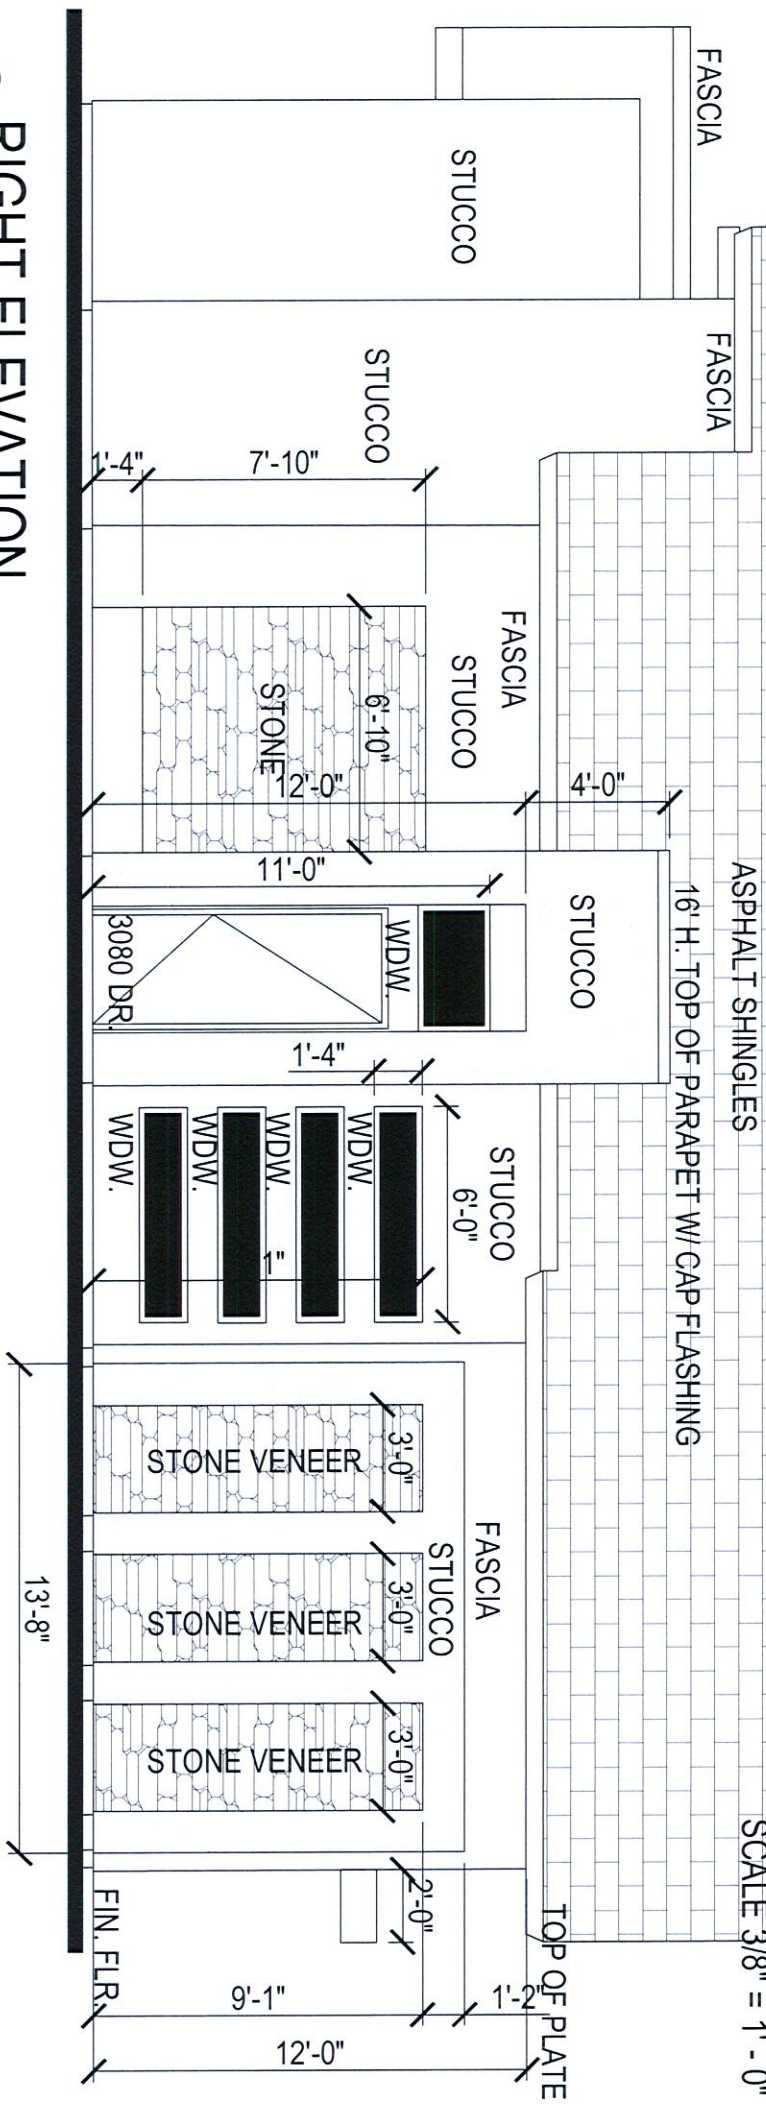 SCALE 3/8" = 1' - 0"
ASPHALT SHINGLES
16' H. TOP OF PARAPET W/ CAP FLASHING
FASCIA
FASCIA
STUCCO
STUCCO
1'-4"
7'-10"
FASCIA
STUCCO
STONE
6'-10"
12'-0"
4'-0"
11'-0"
STUCCO
WDW.
3080 DR.
1'-4"
STUCCO
6'-0"
WDW.
WDW.
WDW.
WDW.
1"
FASCIA
STUCCO
3'-0"
STONE VENEER
3'-0"
STONE VENEER
3'-0"
STONE VENEER
13'-8"
2'-0"
TOP OF PLATE
1'-2"
9'-1"
12'-0"
FIN. FLR.
RIGHT ELEVATION